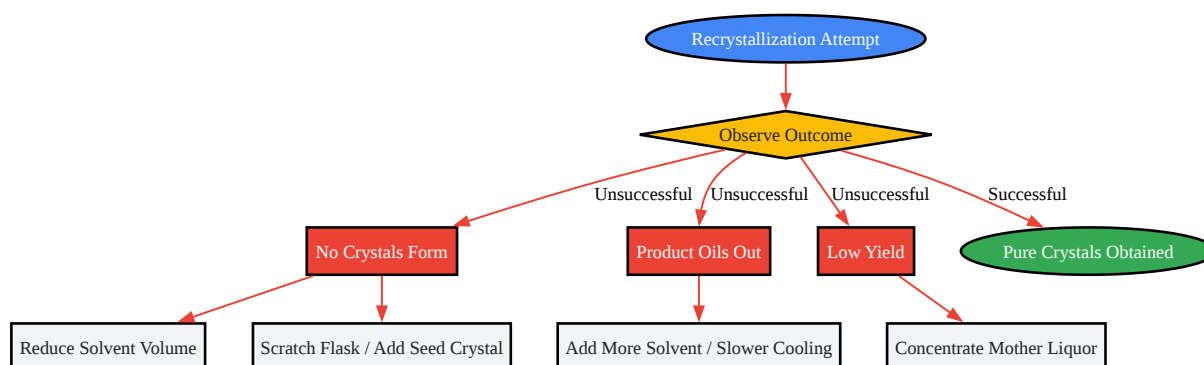 Recrystallization Attempt
Observe Outcome
Unsuccessful
Unsuccessful
Unsuccessful
Successful
No Crystals Form
Product Oils Out
Low Yield
Pure Crystals Obtained
Reduce Solvent Volume
Scratch Flask / Add Seed Crystal
Add More Solvent / Slower Cooling
Concentrate Mother Liquor